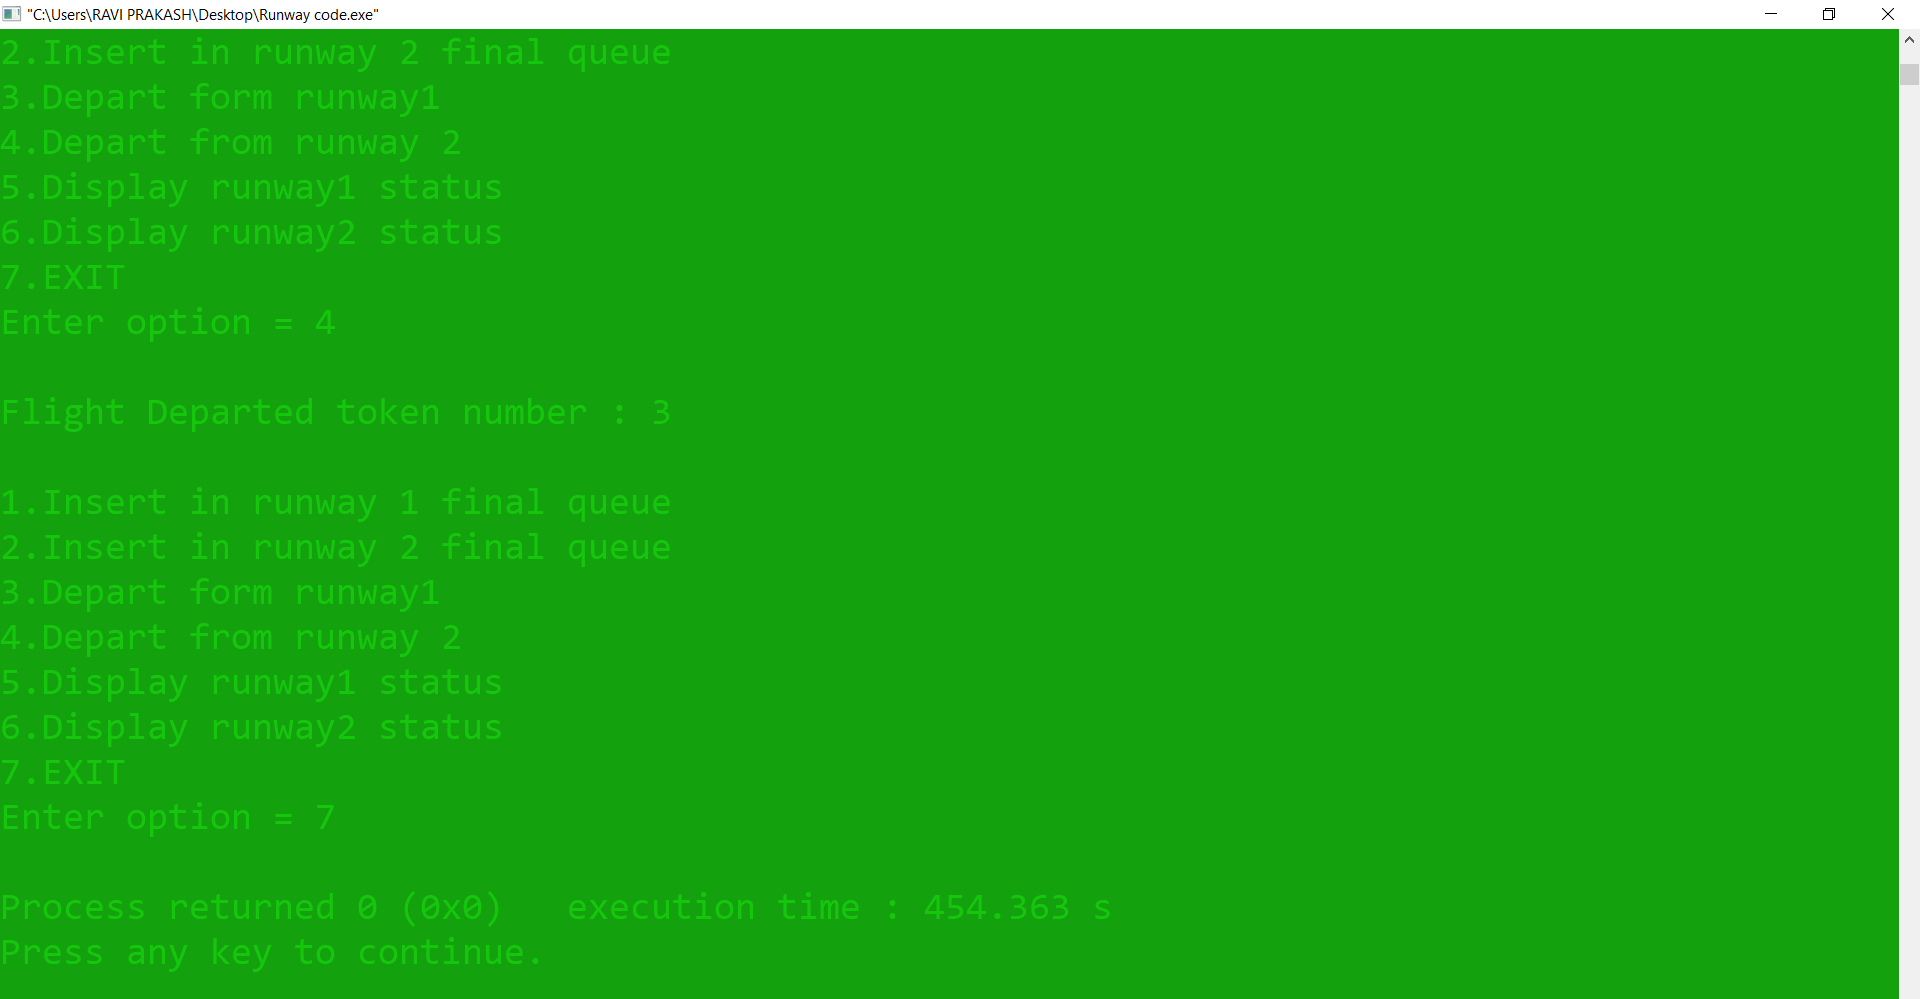 "C:\Users\RAVI PRAKASH\Desktop\Runway code.exe"
2.Insert in runway 2 final queue
3.Depart form runway1
4.Depart from runway 2
5.Display runway1 status
6.Display runway2 status
7.EXIT
Enter option = 4
Flight Departed token number : 3
1.Insert in runway 1 final queue
2.Insert in runway 2 final queue
3.Depart form runway1
4.Depart from runway 2
5.Display runway1 status
6.Display runway2 status
7.EXIT
Enter option = 7
Process returned 0 (0x0)   execution time : 454.363 s
Press any key to continue.